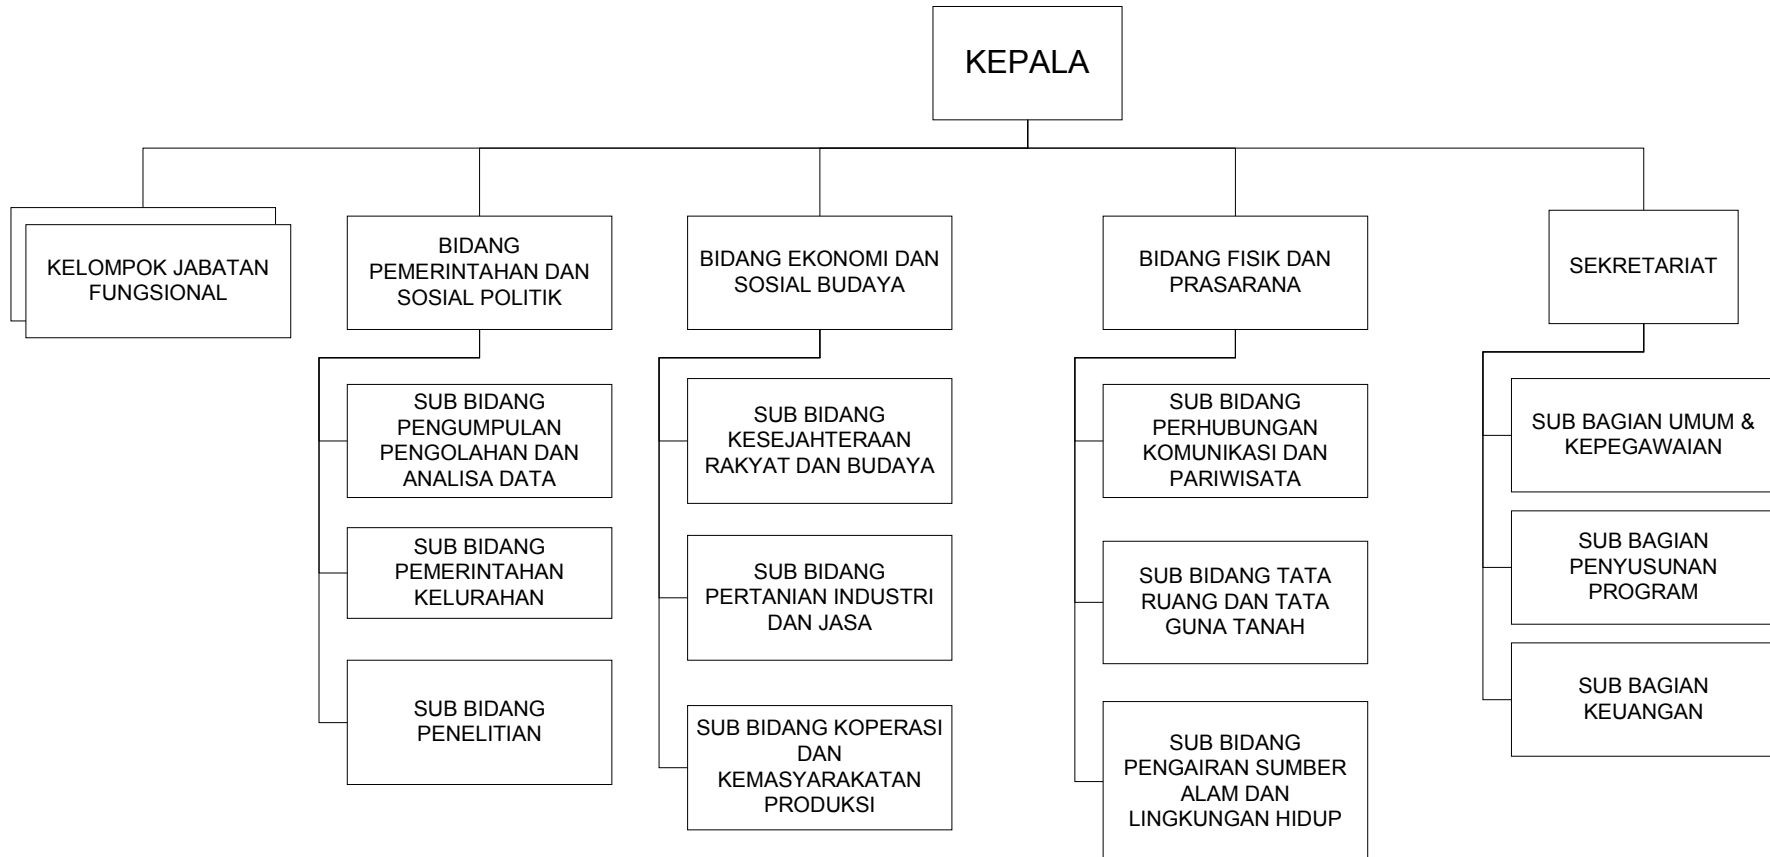 KEPALA
KELOMPOK JABATAN
FUNGSIONAL
BIDANG
PEMERINTAHAN DAN
SOSIAL POLITIK
BIDANG EKONOMI DAN
SOSIAL BUDAYA
BIDANG FISIK DAN
PRASARANA
SEKRETARIAT
SUB BIDANG
PENGUMPULAN
PENGOLAHAN DAN
ANALISA DATA
SUB BIDANG
PEMERINTAHAN
KELURAHAN
SUB BIDANG
PENELITIAN
SUB BIDANG
KESEJAHTERAAN
RAKYAT DAN BUDAYA
SUB BIDANG
PERTANIAN INDUSTRI
DAN JASA
SUB BIDANG KOPERASI
DAN
KEMASYARAKATAN
PRODUKSI
SUB BIDANG
PERHUBUNGAN
KOMUNIKASI DAN
PARIWISATA
SUB BIDANG TATA
RUANG DAN TATA
GUNA TANAH
SUB BIDANG
PENGAIRAN SUMBER
ALAM DAN
LINGKUNGAN HIDUP
SUB BAGIAN UMUM &
KEPEGAWAIAN
SUB BAGIAN
PENYUSUNAN
PROGRAM
SUB BAGIAN
KEUANGAN